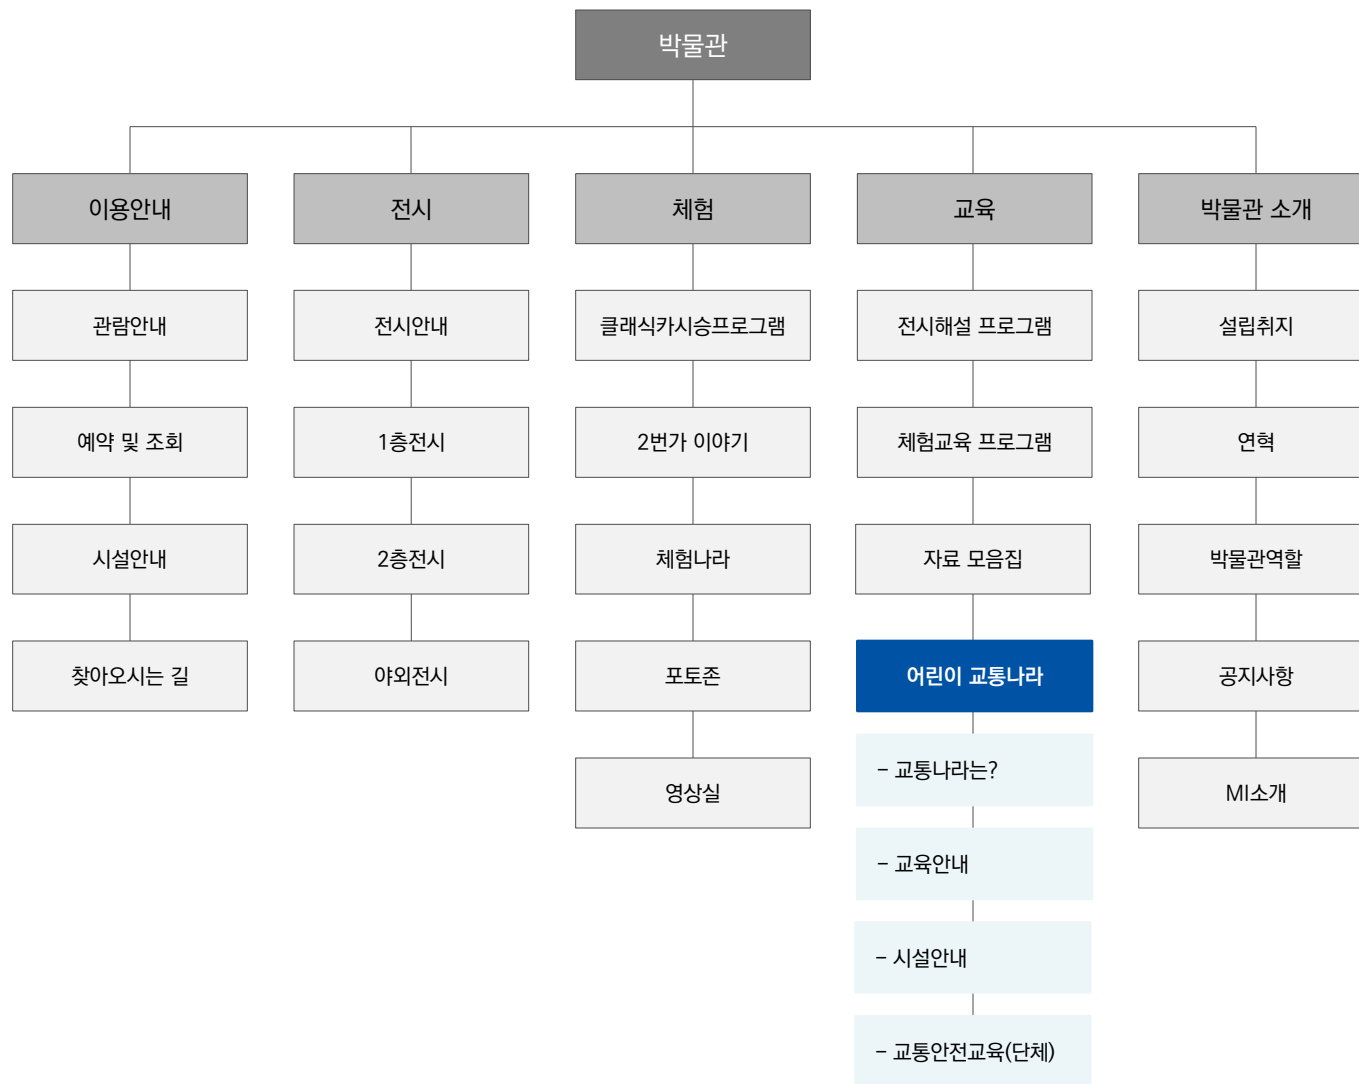 박물관
이용안내
관람안내
예약 및 조회
시설안내
찾아오시는 길
전시
전시안내
1층전시
2층전시
야외전시
체험
클래식카시승프로그램
2번가 이야기
체험나라
포토존
영상실
교육
전시해설 프로그램
체험교육 프로그램
자료 모음집
어린이 교통나라
- 교통나라는?
- 교육안내
- 시설안내
- 교통안전교육(단체)
박물관 소개
설립취지
연혁
박물관역할
공지사항
MI소개